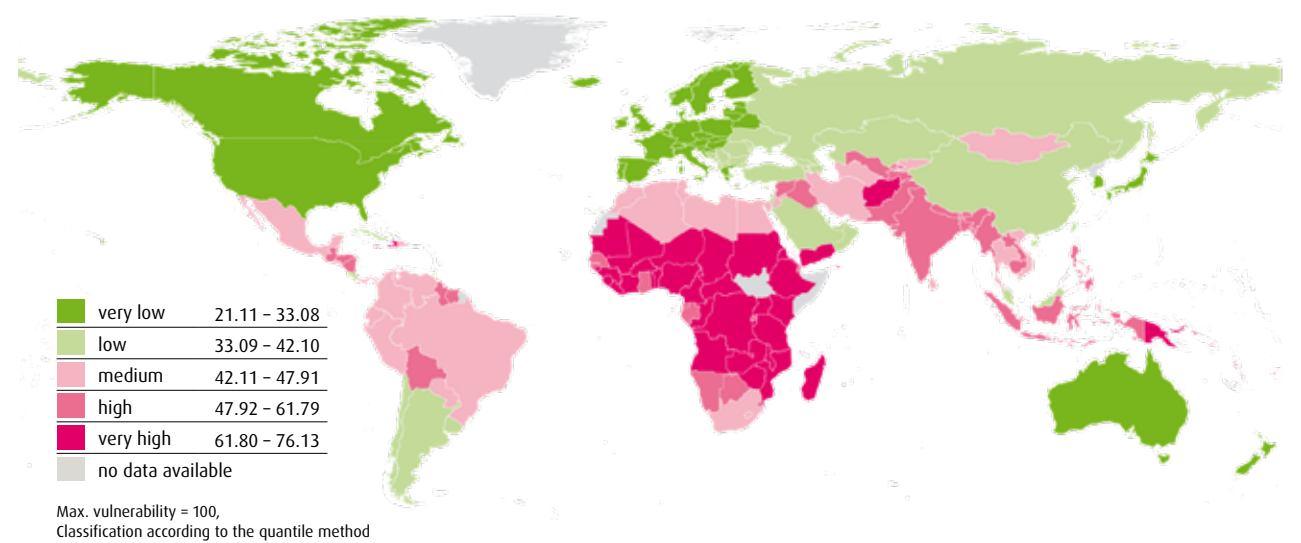 very low 21.11 – 33.08
low 33.09 – 42.10
medium 42.11 – 47.91
high 47.92 – 61.79
very high 61.80 – 76.13
no data available
Max. vulnerability = 100,
Classification according to the quantile method